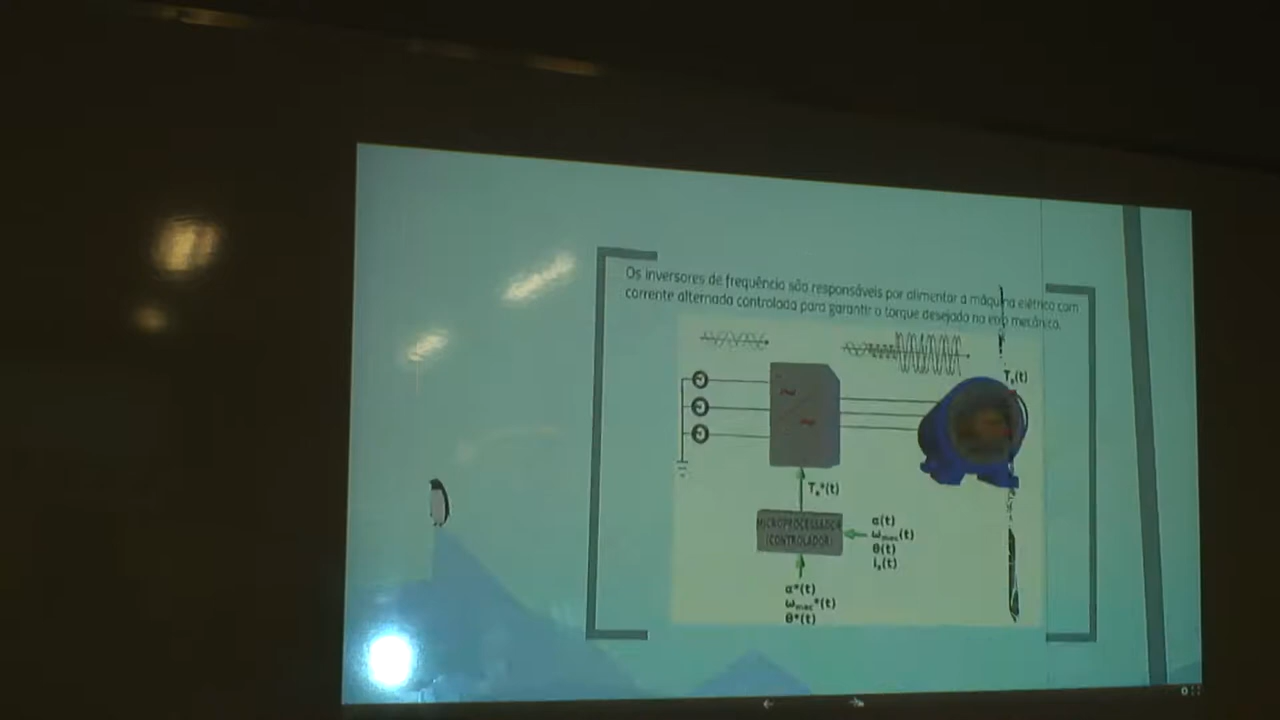 Os inversores de frequência são responsáveis por alimentar a máquina elétrica com
corrente alternada controlada para garantir o torque desejado no eixo mecânico.
Tₑ(t)
Tₑ*(t)
MICROPROCESSADOR
(CONTROLADOR)
α(t)
ωmec(t)
θ(t)
iₛ(t)
α*(t)
ωmec*(t)
θ*(t)